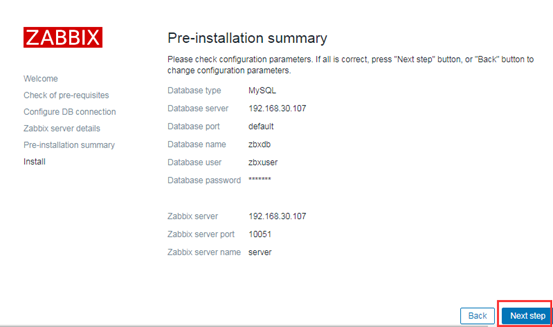 ZABBIX
Pre-installation summary
Please check configuration parameters. If all is correct, press "Next step" button, or "Back" button to
change configuration parameters.
Welcome
Check of pre-requisites
Configure DB connection
Zabbix server details
Pre-installation summary
Install
Database type MySQL
Database server 192.168.30.107
Database port default
Database name zbxdb
Database user zbxuser
Database password *******
Zabbix server 192.168.30.107
Zabbix server port 10051
Zabbix server name server
Back Next step